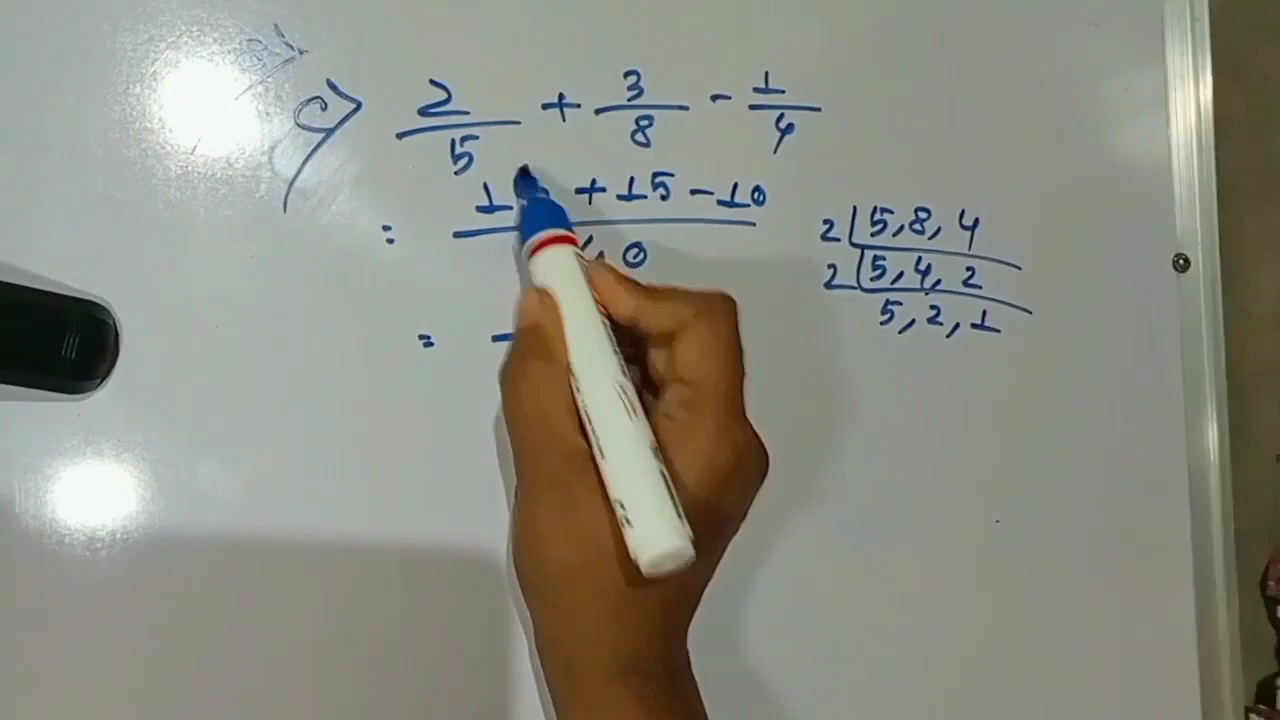 c) 2/5 + 3/8 - 1/4
= 1 + 15 - 10 / 40
=
2 | 5, 8, 4
2 | 5, 4, 2
5, 2, 1